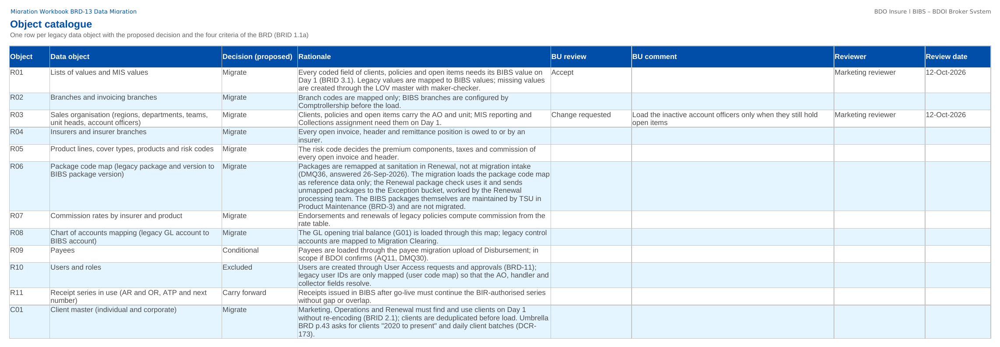 Migration Workbook BRD-13 Data Migration
BDO Insure | BIBS – BDOI Broker System
Object catalogue
One row per legacy data object with the proposed decision and the four criteria of the BRD (BRID 1.1a)
Object Data object Decision (proposed) Rationale BU review BU comment Reviewer Review date
R01 Lists of values and MIS values Migrate Every coded field of clients, policies and open items needs its BIBS value on Accept Marketing reviewer 12-Oct-2026
Day 1 (BRID 3.1). Legacy values are mapped to BIBS values; missing values
are created through the LOV master with maker-checker.
R02 Branches and invoicing branches Migrate Branch codes are mapped only; BIBS branches are configured by
Comptrollership before the load.
R03 Sales organisation (regions, departments, teams, Migrate Clients, policies and open items carry the AO and unit; MIS reporting and Change requested Load the inactive account officers only when they still hold Marketing reviewer 12-Oct-2026
unit heads, account officers) Collections assignment need them on Day 1. open items
R04 Insurers and insurer branches Migrate Every open invoice, header and remittance position is owed to or by an
insurer.
R05 Product lines, cover types, products and risk codes Migrate The risk code decides the premium components, taxes and commission of
every open invoice and header.
R06 Package code map (legacy package and version to Migrate Packages are remapped at sanitation in Renewal, not at migration intake
BIBS package version) (DMQ36, answered 26-Sep-2026). The migration loads the package code map
as reference data only; the Renewal package check uses it and sends
unmapped packages to the Exception bucket, worked by the Renewal
processing team. The BIBS packages themselves are maintained by TSU in
Product Maintenance (BRD-3) and are not migrated.
R07 Commission rates by insurer and product Migrate Endorsements and renewals of legacy policies compute commission from the
rate table.
R08 Chart of accounts mapping (legacy GL account to Migrate The GL opening trial balance (G01) is loaded through this map; legacy control
BIBS account) accounts are mapped to Migration Clearing.
R09 Payees Conditional Payees are loaded through the payee migration upload of Disbursement; in
scope if BDOI confirms (AQ11, DMQ30).
R10 Users and roles Excluded Users are created through User Access requests and approvals (BRD-11);
legacy user IDs are only mapped (user code map) so that the AO, handler and
collector fields resolve.
R11 Receipt series in use (AR and OR, ATP and next Carry forward Receipts issued in BIBS after go-live must continue the BIR-authorised series
number) without gap or overlap.
C01 Client master (individual and corporate) Migrate Marketing, Operations and Renewal must find and use clients on Day 1
without re-encoding (BRID 2.1); clients are deduplicated before load. Umbrella
BRD p.43 asks for clients "2020 to present" and daily client batches (DCR-
173).